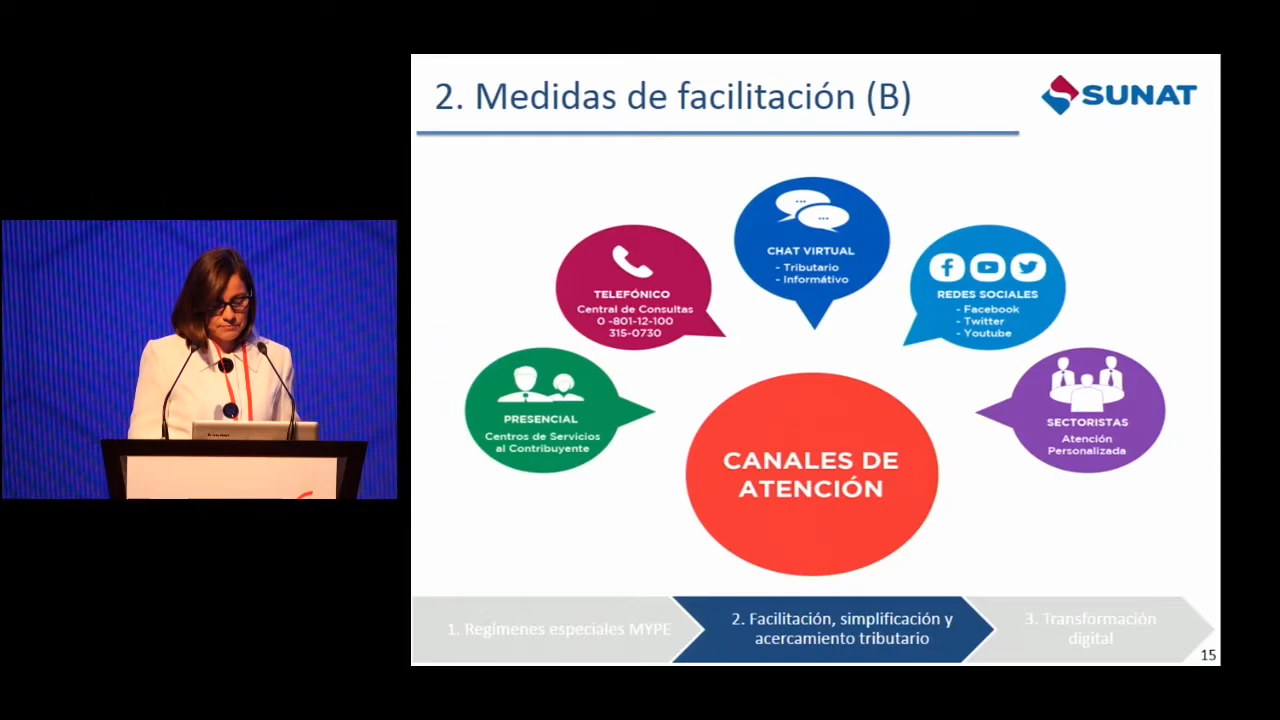 2. Medidas de facilitación (B)
SUNAT
CHAT VIRTUAL
- Tributario
- Informátivo
TELEFÓNICO
Central de Consultas
0 -801-12-100
315-0730
REDES SOCIALES
- Facebook
- Twitter
- Youtube
PRESENCIAL
Centros de Servicios
al Contribuyente
SECTORISTAS
Atención
Personalizada
CANALES DE
ATENCIÓN
1. Regímenes especiales MYPE
2. Facilitación, simplificación y
acercamiento tributario
3. Transformación
digital
15